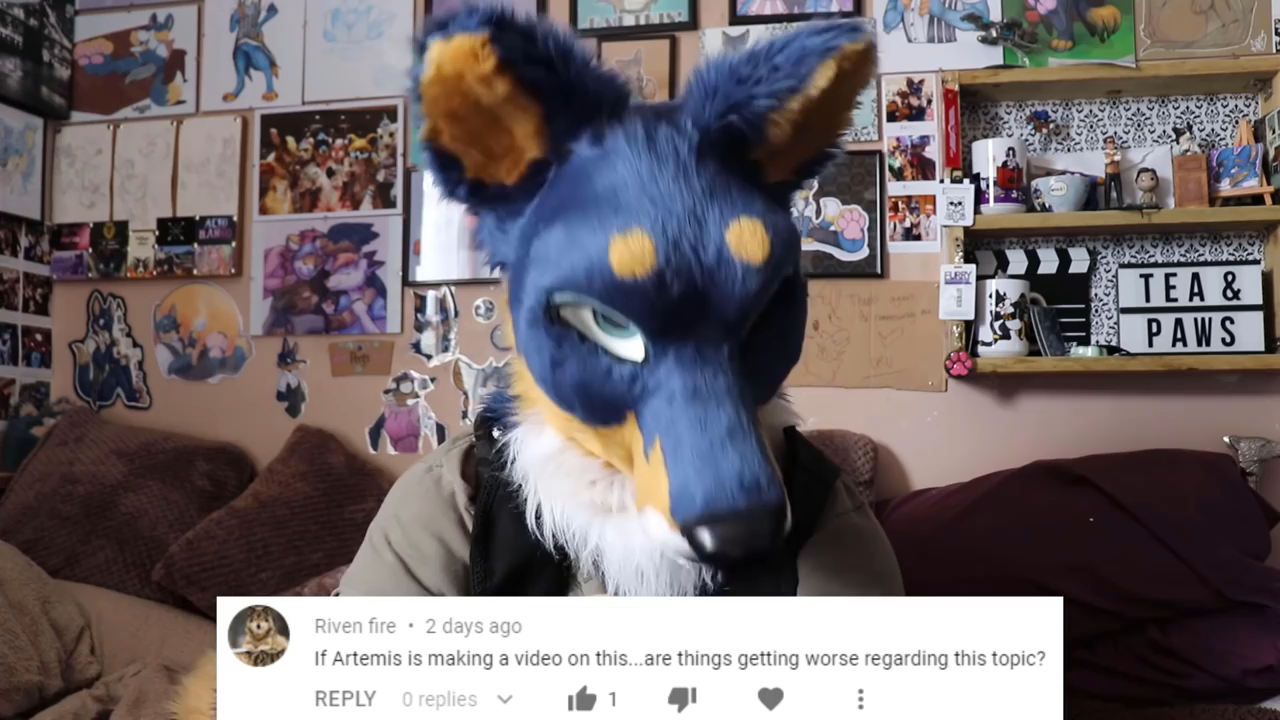 TEA &
PAWS
FURRY
Riven fire • 2 days ago
If Artemis is making a video on this...are things getting worse regarding this topic?
REPLY 0 replies 1